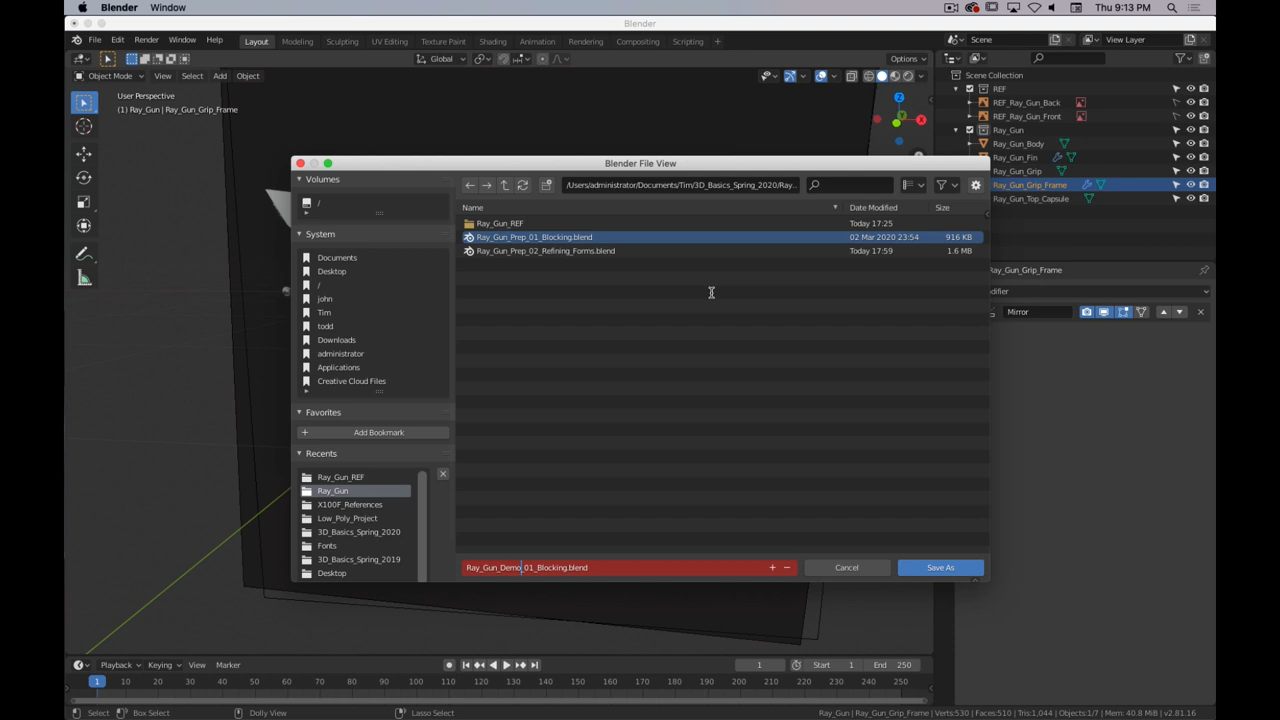 Blender Window Thu 9:13 PM
Blender
File Edit Render Window Help Layout Modeling Sculpting UV Editing Texture Paint Shading Animation Rendering Compositing Scripting + Scene View Layer
Global Options
Object Mode View Select Add Object
User Perspective
(1) Ray_Gun | Ray_Gun_Grip_Frame
Z
Y
X
Scene Collection
REF
REF_Ray_Gun_Back
REF_Ray_Gun_Front
Ray_Gun
Ray_Gun_Body
Ray_Gun_Fin
Ray_Gun_Grip
Ray_Gun_Grip_Frame
Ray_Gun_Top_Capsule
Ray_Gun_Grip_Frame
Mirror
Blender File View
Volumes
/
System
Documents
Desktop
/
john
Tim
todd
Downloads
administrator
Applications
Creative Cloud Files
Favorites
+ Add Bookmark
Recents
Ray_Gun_REF
Ray_Gun
X100F_References
Low_Poly_Project
3D_Basics_Spring_2020
Fonts
3D_Basics_Spring_2019
Desktop
/Users/administrator/Documents/Tim/3D_Basics_Spring_2020/Ray..
Name Date Modified Size
Ray_Gun_REF Today 17:25
Ray_Gun_Prep_01_Blocking.blend 02 Mar 2020 23:54 916 KB
Ray_Gun_Prep_02_Refining_Forms.blend Today 17:59 1.6 MB
Ray_Gun_Demo_01_Blocking.blend + − Cancel Save As
Playback Keying View Marker 1 Start 1 End 250
1 10 20 30 40 50 60 70 80 90 100 110 120 130 140 150 160 170 180 190 200 210 220 230 240 250
Select Box Select Dolly View Lasso Select Ray_Gun | Ray_Gun_Grip_Frame | Verts:530 | Faces:510 | Tris:1,044 | Objects:1/7 | Mem: 40.8 MiB | v2.81.16